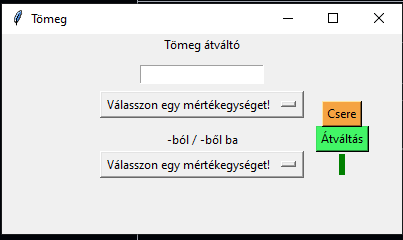 Tömeg
Tömeg átváltó
Válasszon egy mértékegységet!
Csere
-ból / -ből ba
Átváltás
Válasszon egy mértékegységet!